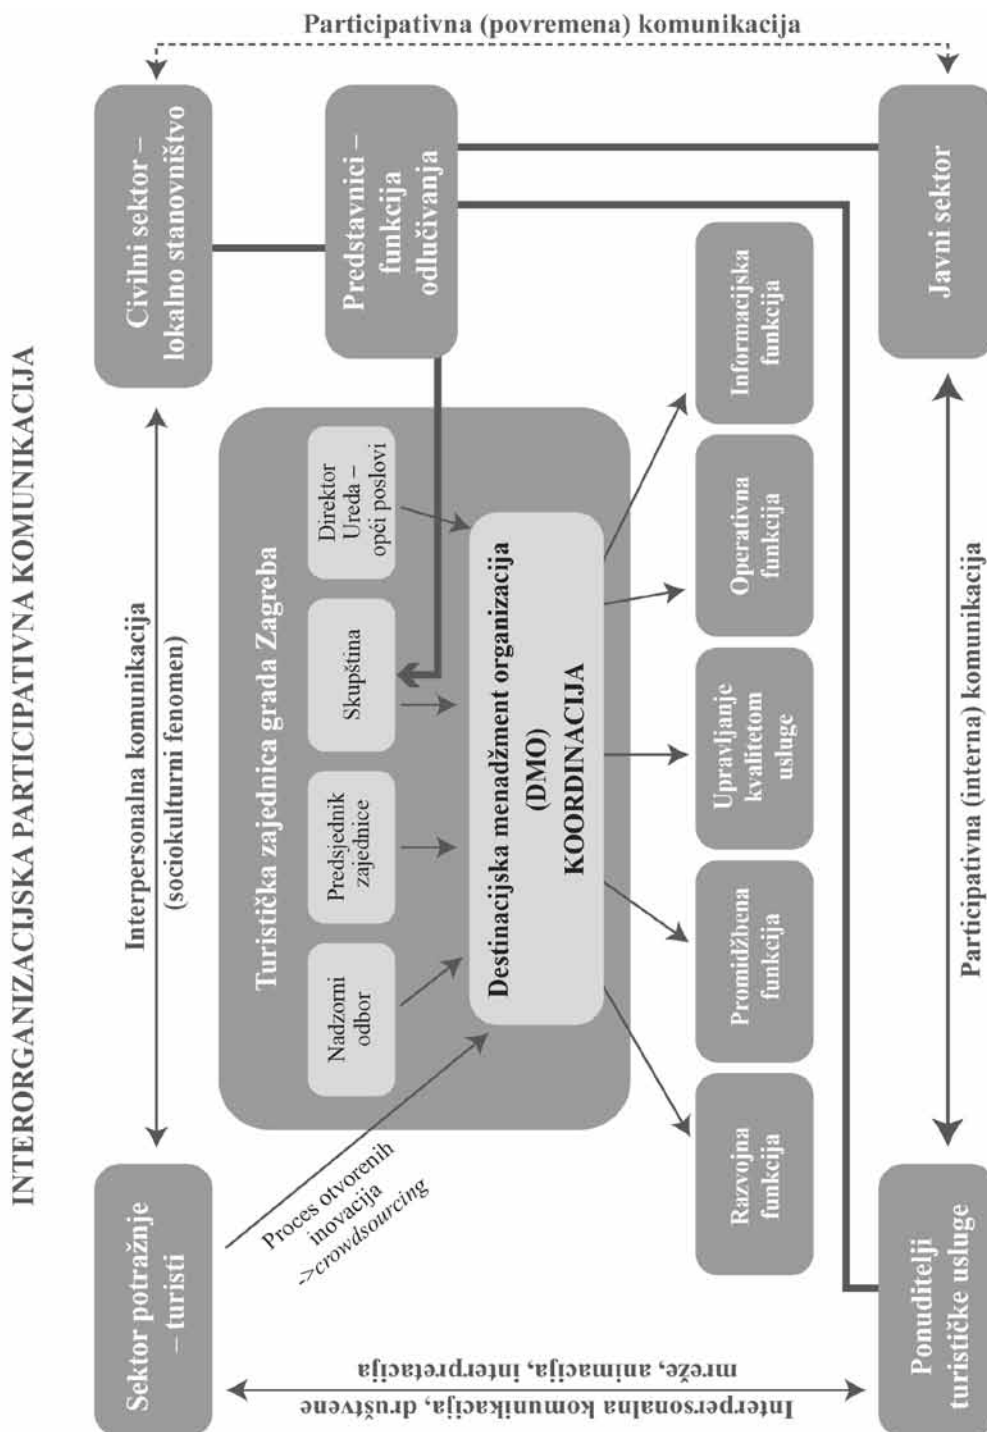 INTERORGANIZACIJSKA PARTICIPATIVNA KOMUNIKACIJA
Sektor potražnje
– turisti
Interpersonalna komunikacija
(sociokulturni fenomen)
Civilni sektor –
lokalno stanovništvo
Participativna (povremena) komunikacija
Proces otvorenih
inovacija
->crowdsourcing
Turistička zajednica grada Zagreba
Nadzorni
odbor
Predsjednik
zajednice
Skupština
Direktor
Ureda –
opći poslovi
Predstavnici –
funkcija
odlučivanja
Destinacijska menadžment organizacija
(DMO)
KOORDINACIJA
Interpersonalna komunikacija, društvene
mreže, animacija, interpretacija
Razvojna
funkcija
Promidžbena
funkcija
Upravljanje
kvalitetom
usluge
Operativna
funkcija
Informacijska
funkcija
Ponuditelji
turističke usluge
Participativna (interna) komunikacija
Javni sektor